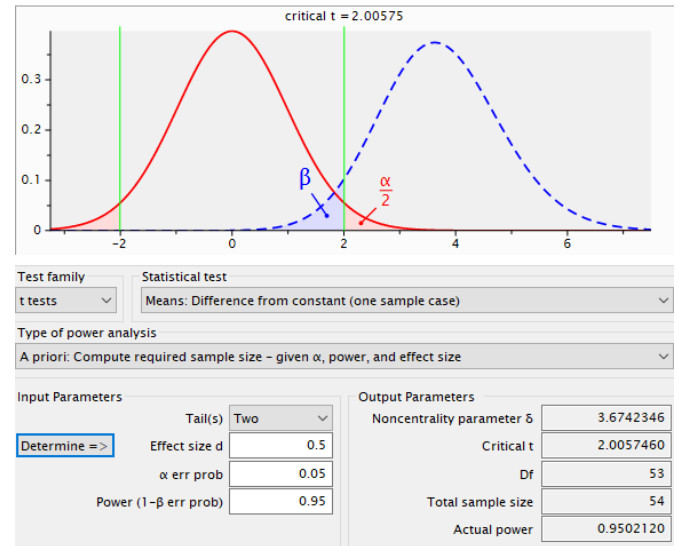 critical t = 2.00575
0.3
0.2
0.1
0
β
α
2
-2 0 2 4 6
Test family
Statistical test
t tests
Means: Difference from constant (one sample case)
Type of power analysis
A priori: Compute required sample size - given α, power, and effect size
Input Parameters
Output Parameters
Tail(s) Two
Noncentrality parameter δ 3.6742346
Determine => Effect size d 0.5
Critical t 2.0057460
α err prob 0.05
Df 53
Power (1-β err prob) 0.95
Total sample size 54
Actual power 0.9502120